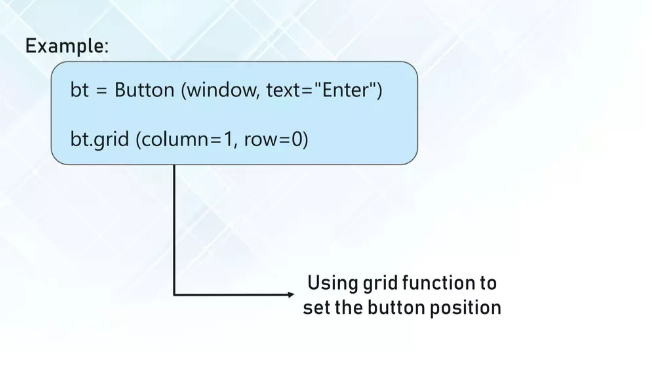 Example:
bt = Button (window, text="Enter")
bt.grid (column=1, row=0)
Using grid function to
set the button position